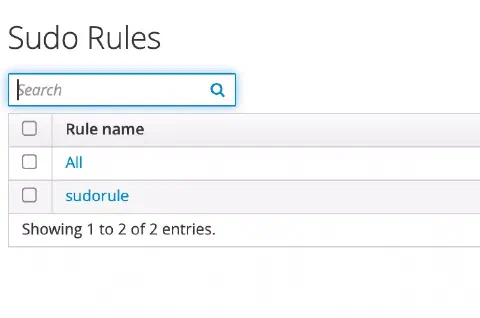 Sudo Rules
Search
Rule name
All
sudorule
Showing 1 to 2 of 2 entries.